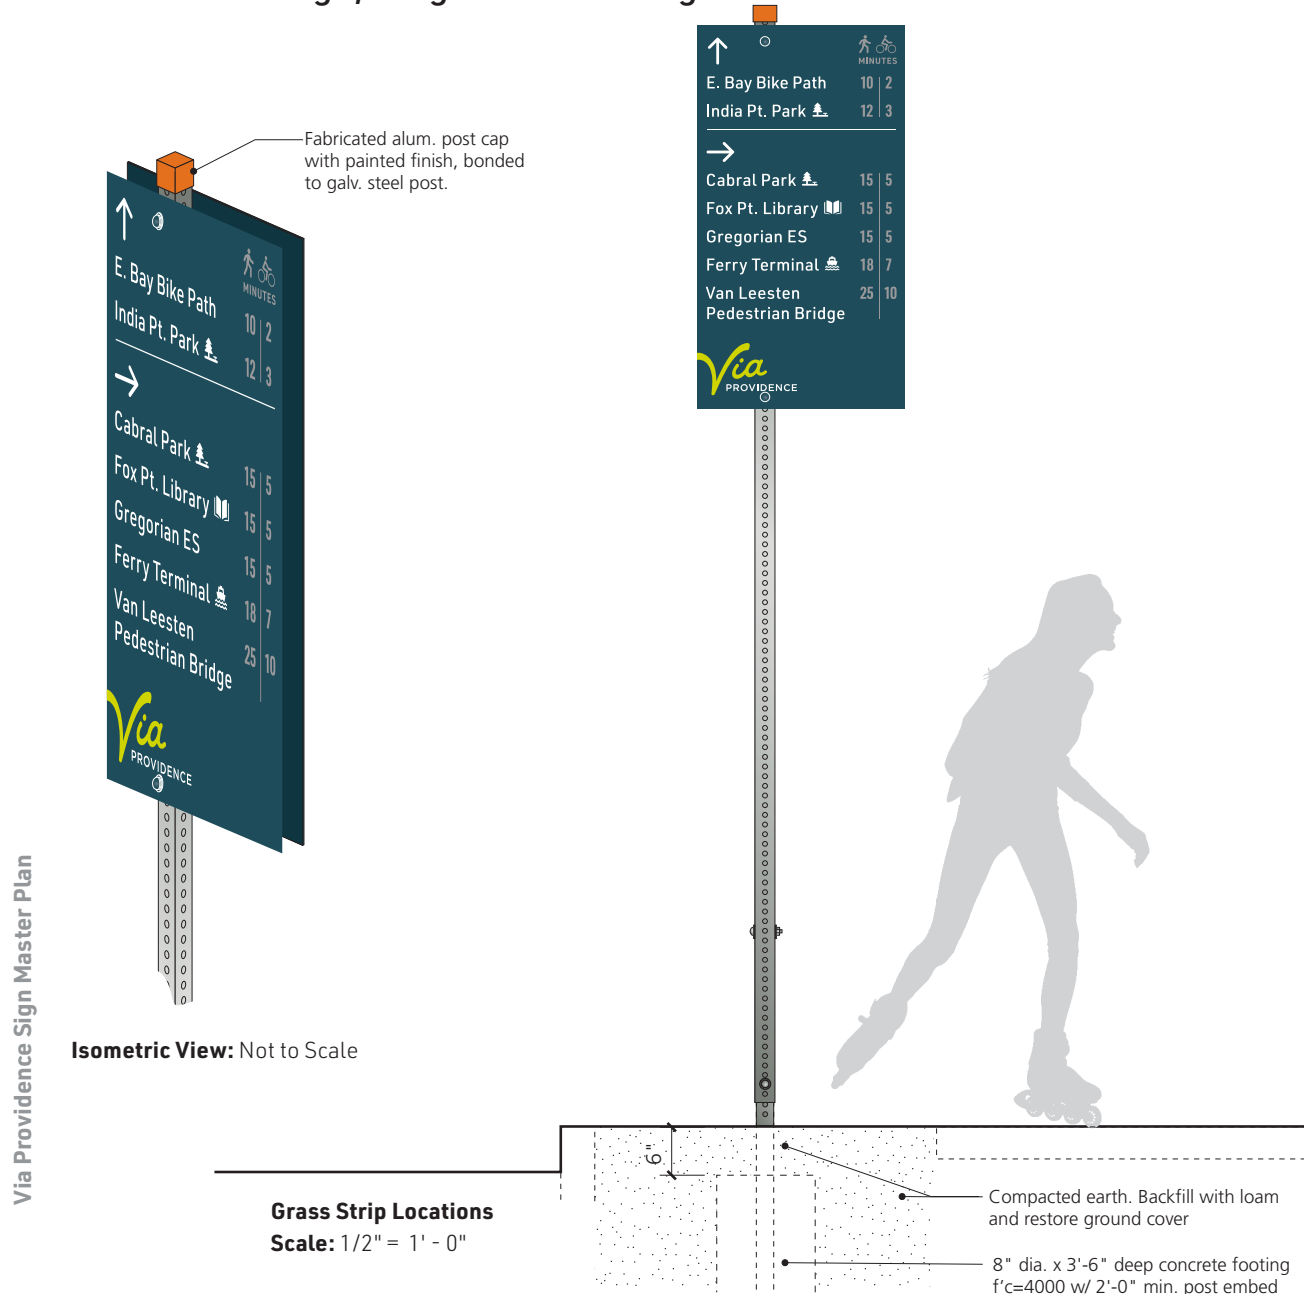 Fabricated alum. post cap
with painted finish, bonded
to galv. steel post.
MINUTES
E. Bay Bike Path 10 2
India Pt. Park 12 3
Cabral Park 15 5
Fox Pt. Library 15 5
Gregorian ES 15 5
Ferry Terminal 18 7
Van Leesten 25 10
Pedestrian Bridge
Via
PROVIDENCE
MINUTES
E. Bay Bike Path 10 2
India Pt. Park 12 3
Cabral Park 15 5
Fox Pt. Library 15 5
Gregorian ES 15 5
Ferry Terminal 18 7
Van Leesten 25 10
Pedestrian Bridge
Via
PROVIDENCE
Via Providence Sign Master Plan
Isometric View: Not to Scale
6"
Grass Strip Locations
Scale: 1/2" = 1' - 0"
Compacted earth. Backfill with loam
and restore ground cover
8" dia. x 3'-6" deep concrete footing
f'c=4000 w/ 2'-0" min. post embed